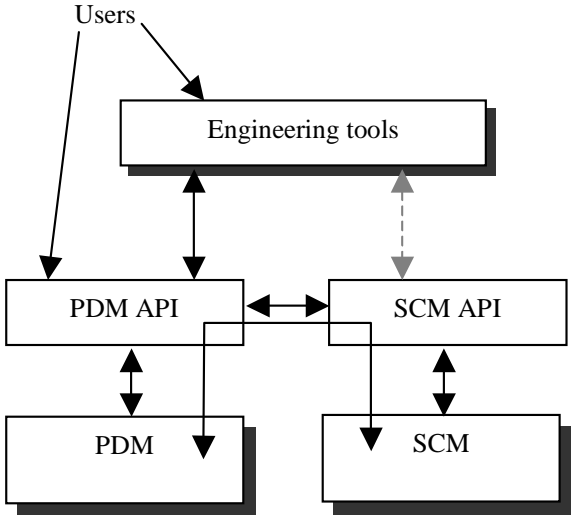 Users
Engineering tools
PDM API
SCM API
PDM
SCM